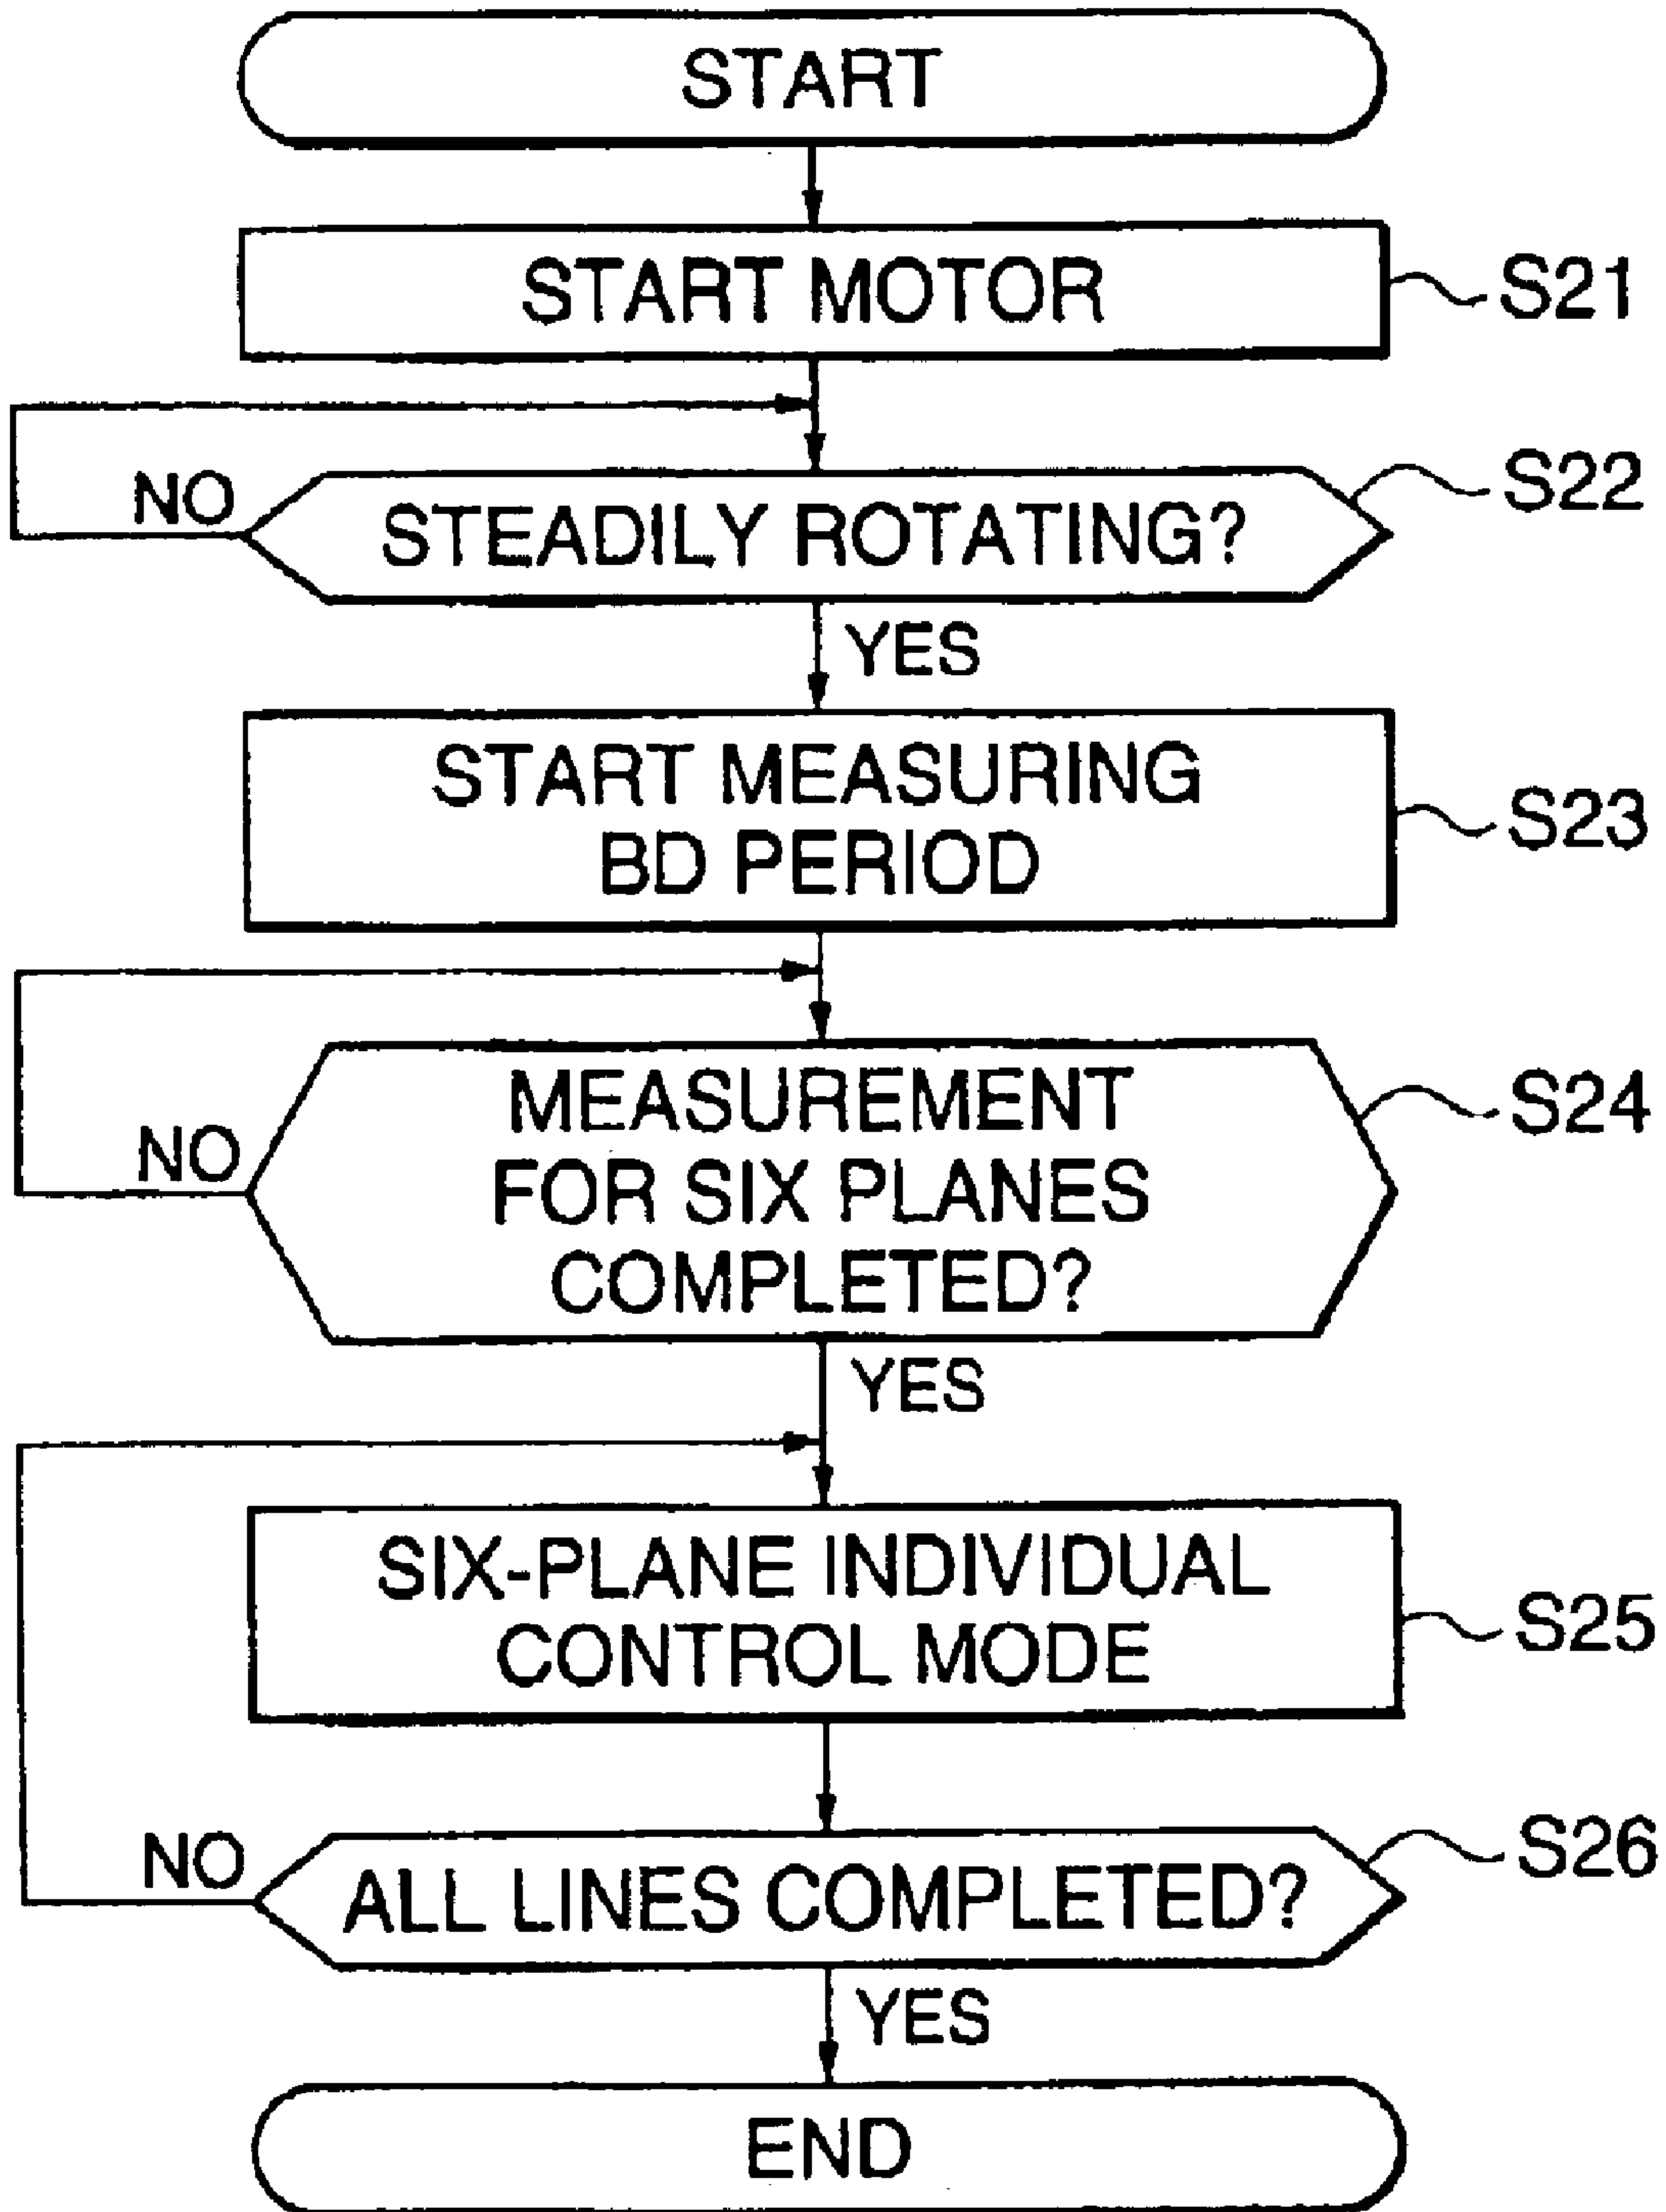 START
START MOTOR
S21
NO
STEADILY ROTATING?
S22
YES
START MEASURING
BD PERIOD
S23
NO
MEASUREMENT
FOR SIX PLANES
COMPLETED?
S24
YES
SIX-PLANE INDIVIDUAL
CONTROL MODE
S25
NO
ALL LINES COMPLETED?
S26
YES
END